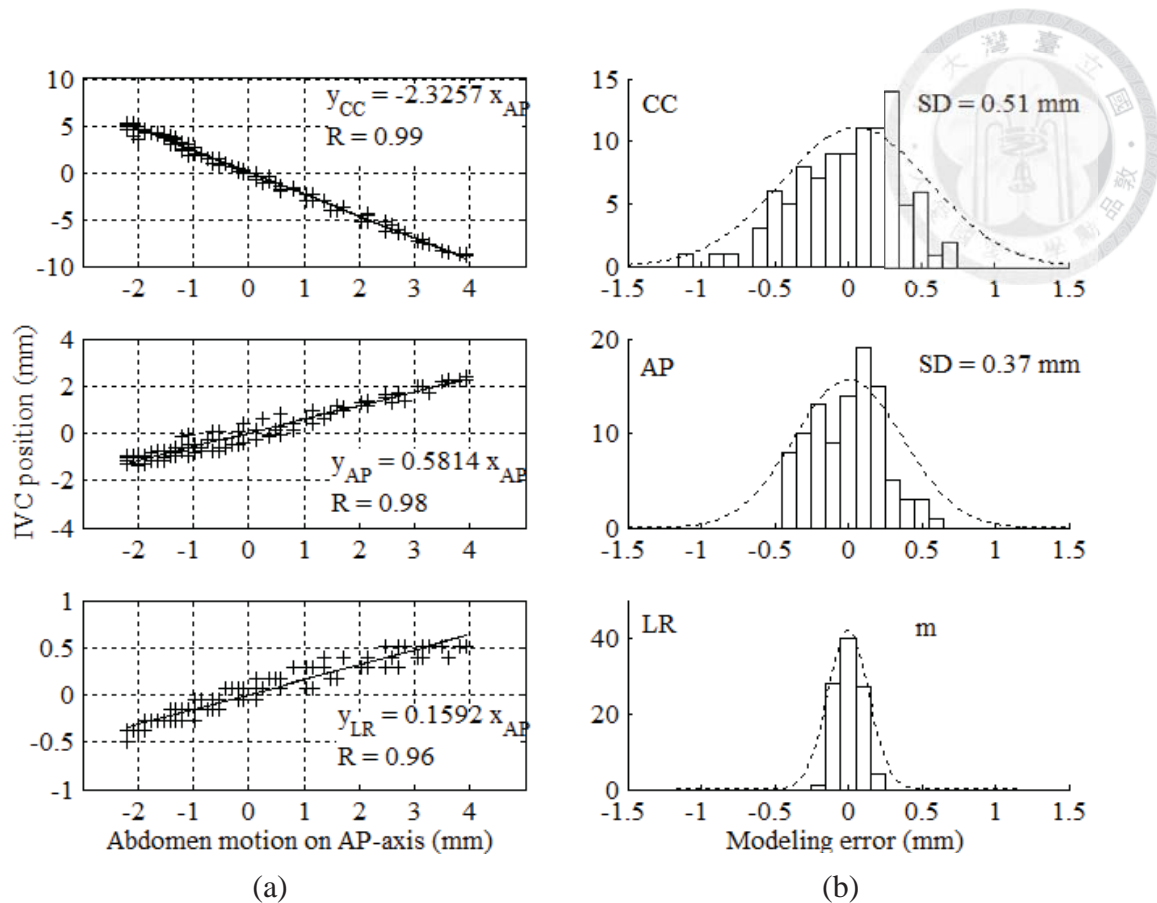 10
5
0
-5
-10
-2 -1 0 1 2 3 4
y_CC = -2.3257 x_AP
R = 0.99
4
2
0
-2
-4
-2 -1 0 1 2 3 4
y_AP = 0.5814 x_AP
R = 0.98
IVC position (mm)
1
0.5
0
-0.5
-1
-2 -1 0 1 2 3 4
y_LR = 0.1592 x_AP
R = 0.96
Abdomen motion on AP-axis (mm)
(a)
15
10
5
0
CC
SD = 0.51 mm
-1.5 -1 -0.5 0 0.5 1 1.5
20
10
0
AP
SD = 0.37 mm
-1.5 -1 -0.5 0 0.5 1 1.5
40
20
0
LR
m
-1.5 -1 -0.5 0 0.5 1 1.5
Modeling error (mm)
(b)
大灣臺立國